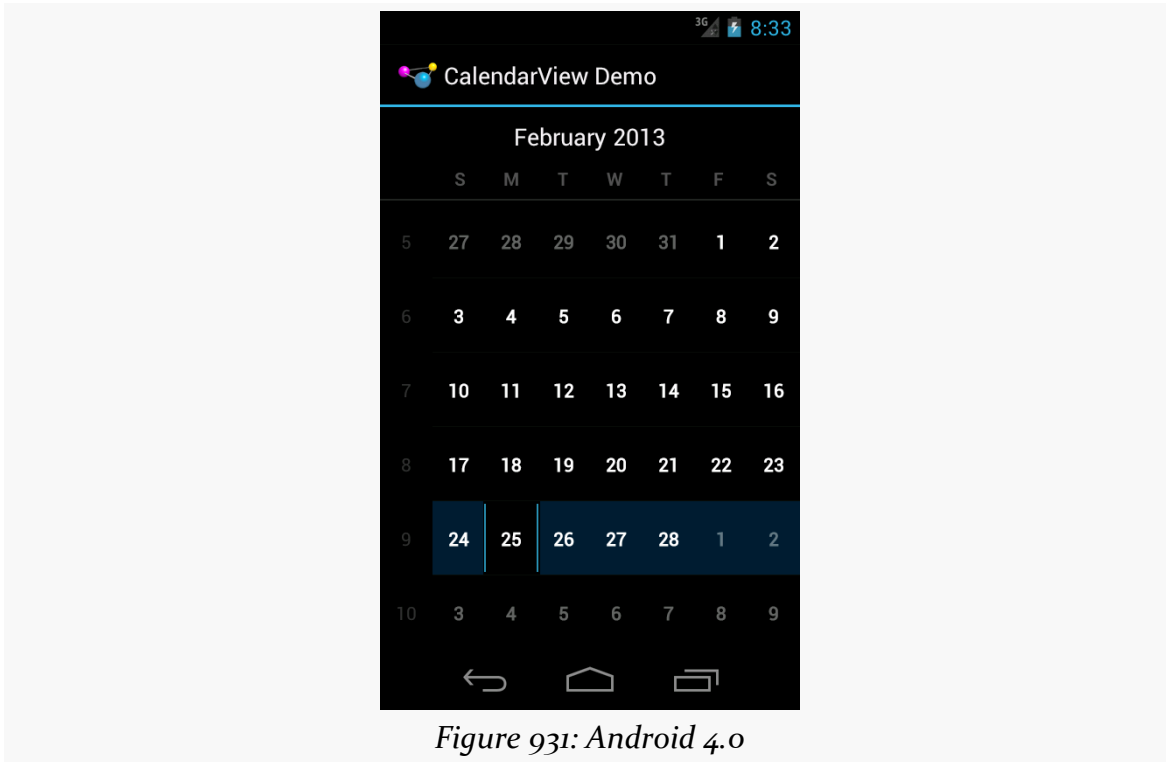 3G 8:33
CalendarView Demo
February 2013
S M T W T F S
5 27 28 29 30 31 1 2
6 3 4 5 6 7 8 9
7 10 11 12 13 14 15 16
8 17 18 19 20 21 22 23
9 24 25 26 27 28 1 2
10 3 4 5 6 7 8 9
Figure 931: Android 4.0